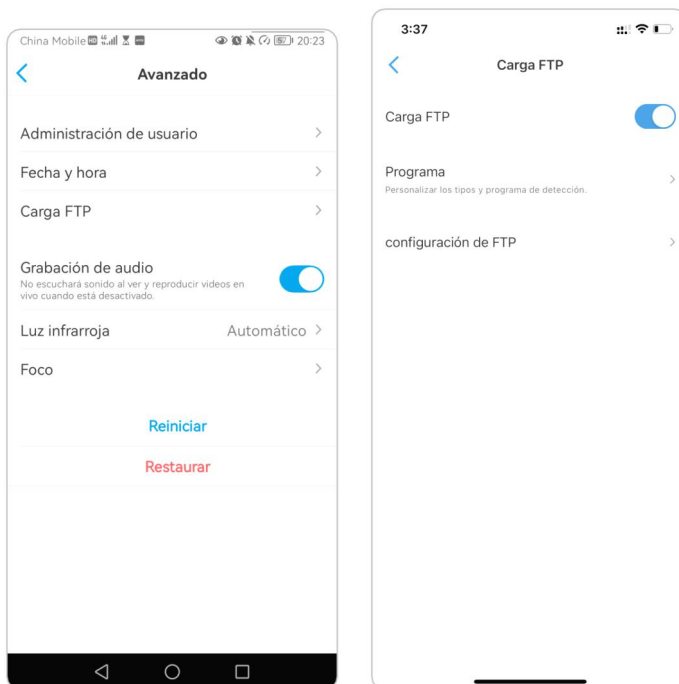 China Mobile HD 20:23
Avanzado
Administración de usuario
Fecha y hora
Carga FTP
Grabación de audio
No escuchará sonido al ver y reproducir videos en
vivo cuando está desactivado.
Luz infrarroja Automático
Foco
Reiniciar
Restaurar
3:37
Carga FTP
Carga FTP
Programa
Personalizar los tipos y programa de detección.
configuración de FTP